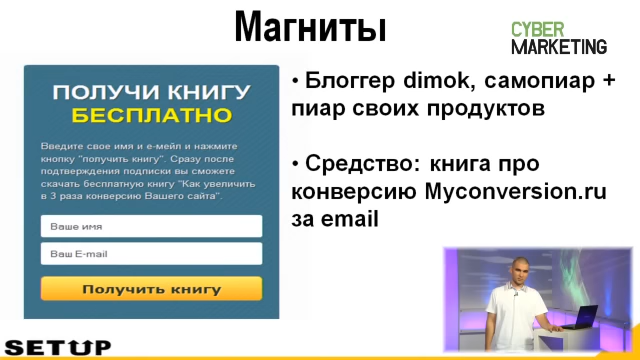 Магниты
CYBER
MARKETING
ПОЛУЧИ КНИГУ
БЕСПЛАТНО
Введите свое имя и е-мейл и нажмите
кнопку "получить книгу". Сразу после
подтверждения подписки вы сможете
скачать бесплатную книгу "Как увеличить
в 3 раза конверсию Вашего сайта".
Ваше имя
Ваш E-mail
Получить книгу
• Блоггер dimok, самопиар +
пиар своих продуктов
• Средство: книга про
конверсию Myconversion.ru
за email
SETUP